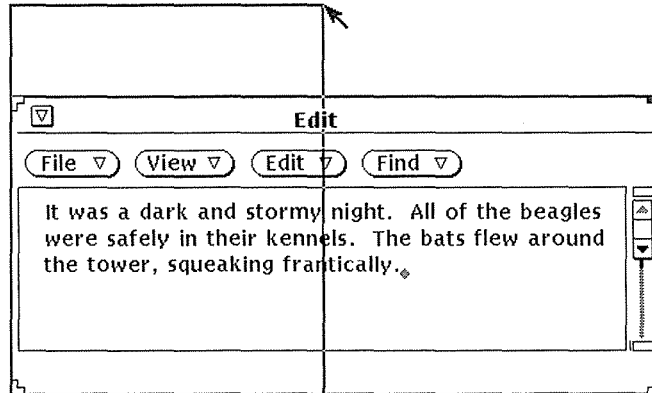 Edit
File View Edit Find
It was a dark and stormy night. All of the beagles
were safely in their kennels. The bats flew around
the tower, squeaking frantically.